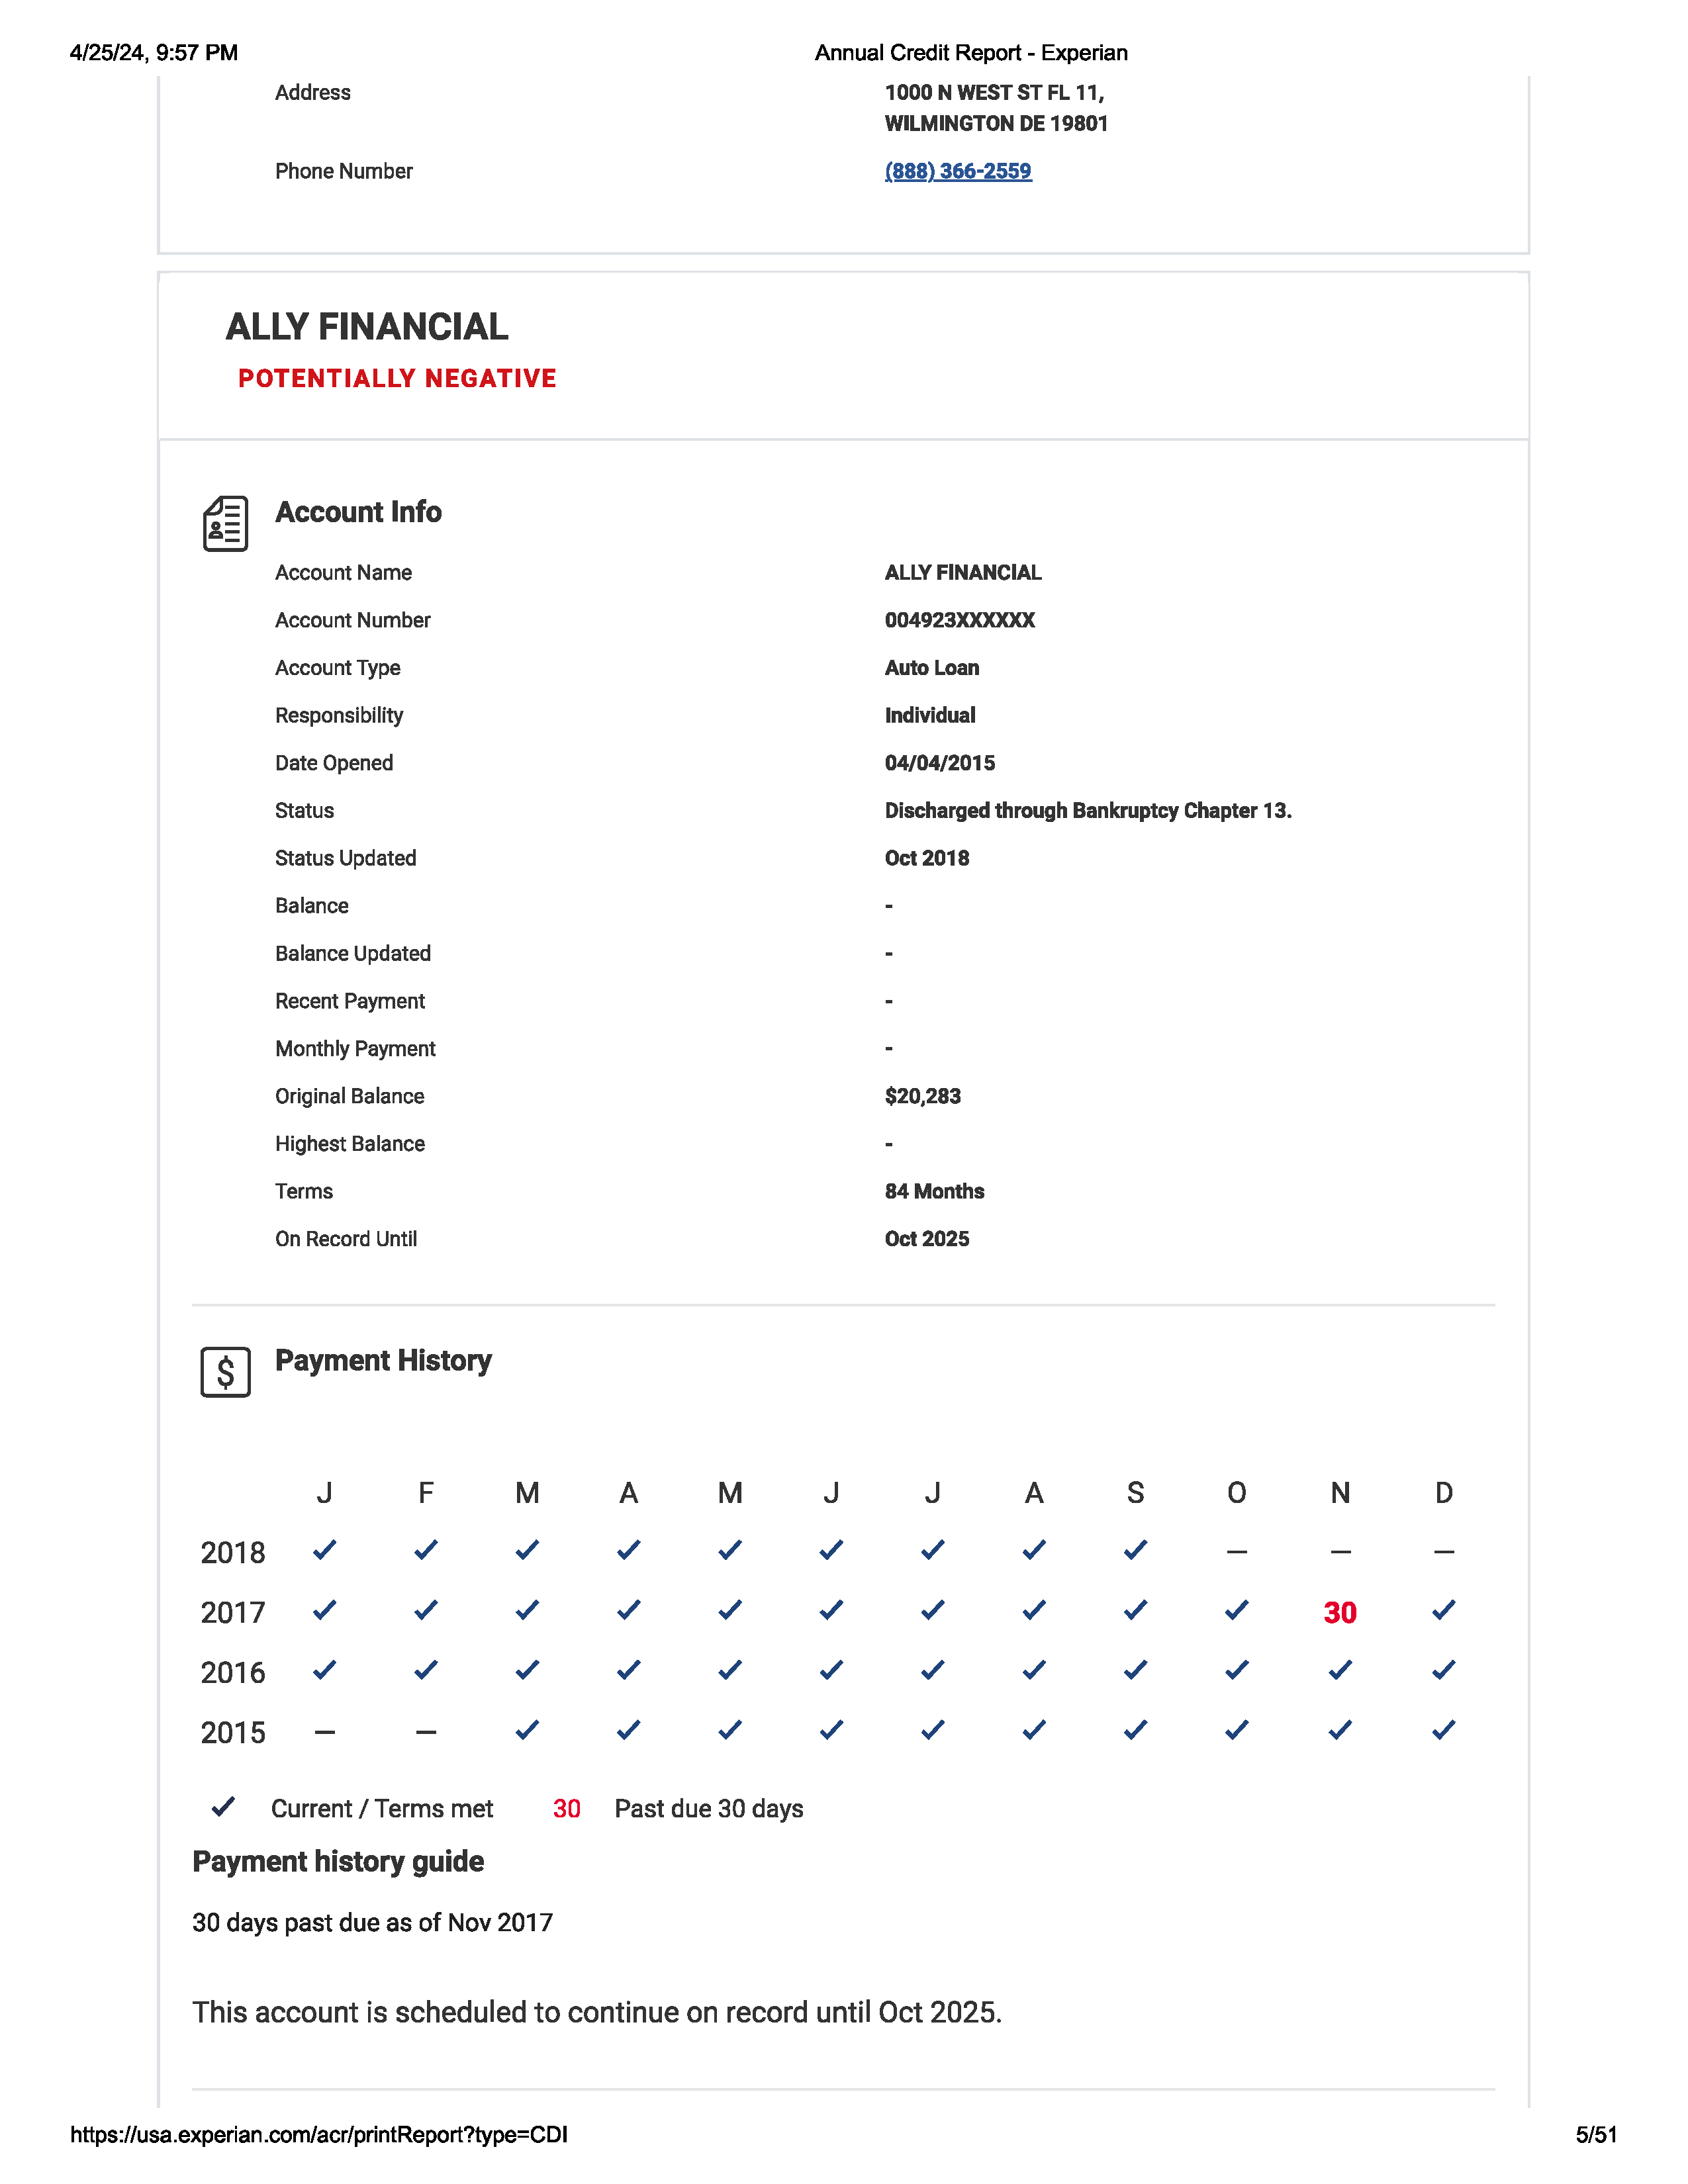 4/25/24, 9:57 PM Annual Credit Report - Experian
Address 1000 N WEST ST FL 11,
WILMINGTON DE 19801
Phone Number (888) 366-2559
ALLY FINANCIAL
POTENTIALLY NEGATIVE
Account Info
Account Name ALLY FINANCIAL
Account Number 004923XXXXXX
Account Type Auto Loan
Responsibility Individual
Date Opened 04/04/2015
Status Discharged through Bankruptcy Chapter 13.
Status Updated Oct 2018
Balance -
Balance Updated -
Recent Payment -
Monthly Payment -
Original Balance $20,283
Highest Balance -
Terms 84 Months
On Record Until Oct 2025
$ Payment History
J F M A M J J A S O N D
2018 ✓ ✓ ✓ ✓ ✓ ✓ ✓ ✓ ✓ — — —
2017 ✓ ✓ ✓ ✓ ✓ ✓ ✓ ✓ ✓ ✓ 30 ✓
2016 ✓ ✓ ✓ ✓ ✓ ✓ ✓ ✓ ✓ ✓ ✓ ✓
2015 — — ✓ ✓ ✓ ✓ ✓ ✓ ✓ ✓ ✓ ✓
✓ Current / Terms met 30 Past due 30 days
Payment history guide
30 days past due as of Nov 2017
This account is scheduled to continue on record until Oct 2025.
https://usa.experian.com/acr/printReport?type=CDI 5/51